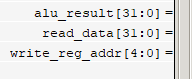 alu_result[31:0] =
read_data[31:0] =
write_reg_addr[4:0] =